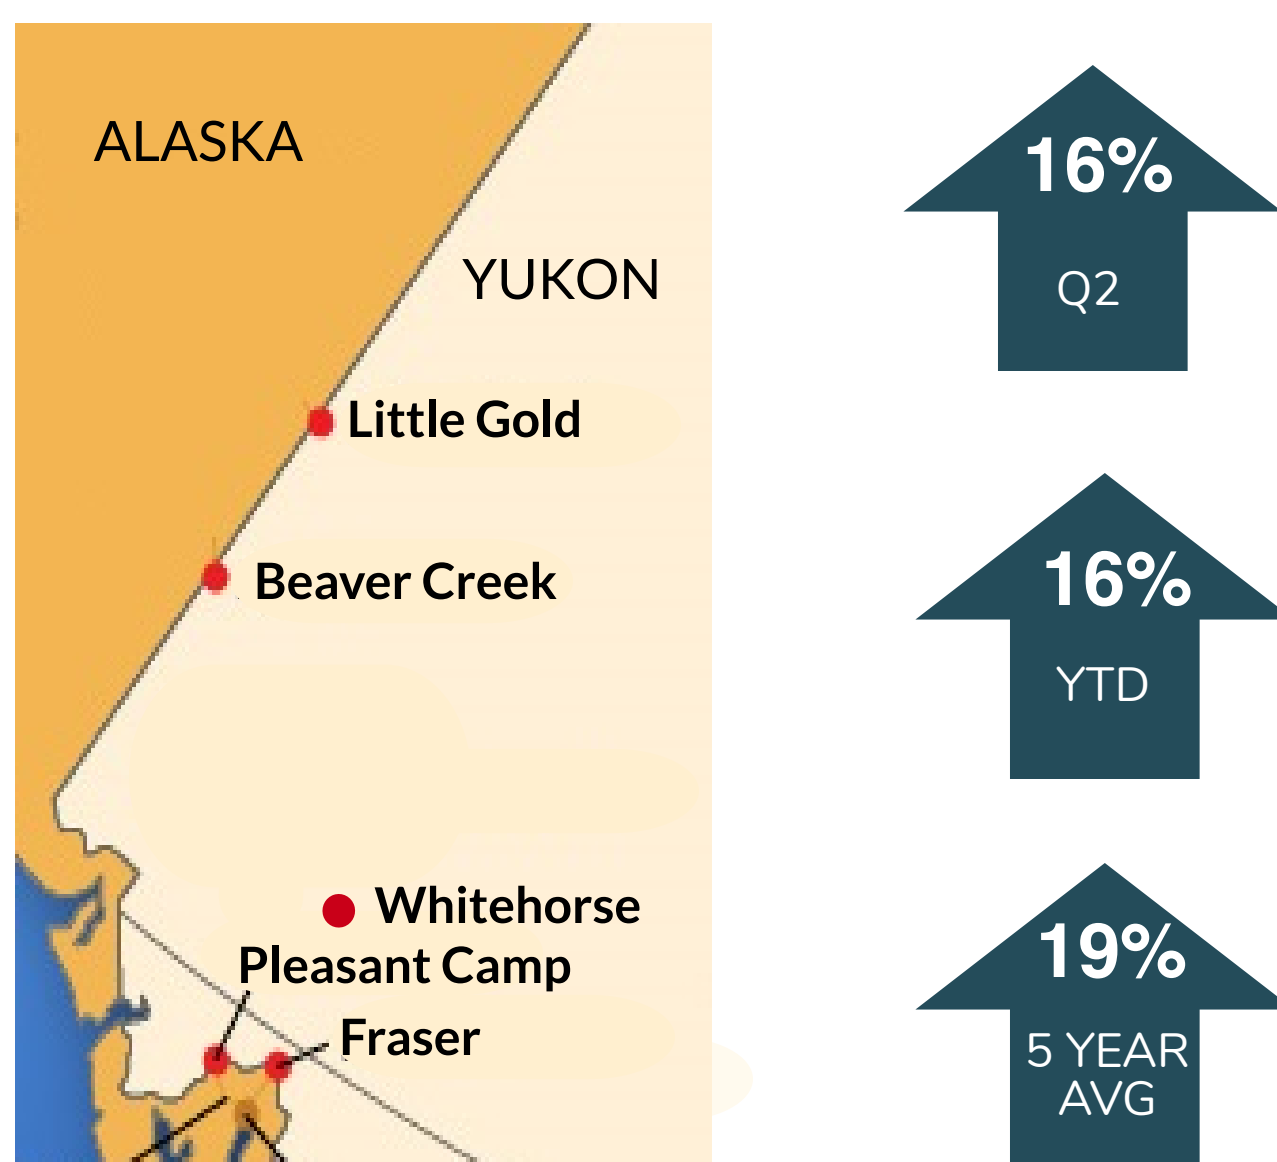 ALASKA
YUKON
Little Gold
Beaver Creek
Whitehorse
Pleasant Camp
Fraser
16%
Q2
16%
YTD
19%
5 YEAR
AVG